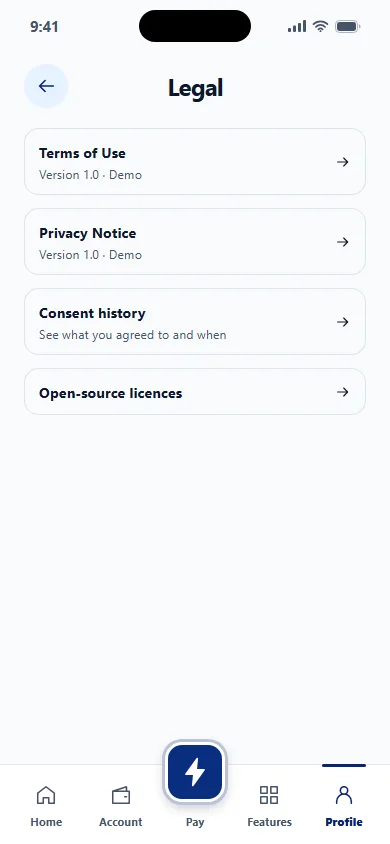 9:41
Legal
Terms of Use
Version 1.0 · Demo
Privacy Notice
Version 1.0 · Demo
Consent history
See what you agreed to and when
Open-source licences
Home
Account
Pay
Features
Profile